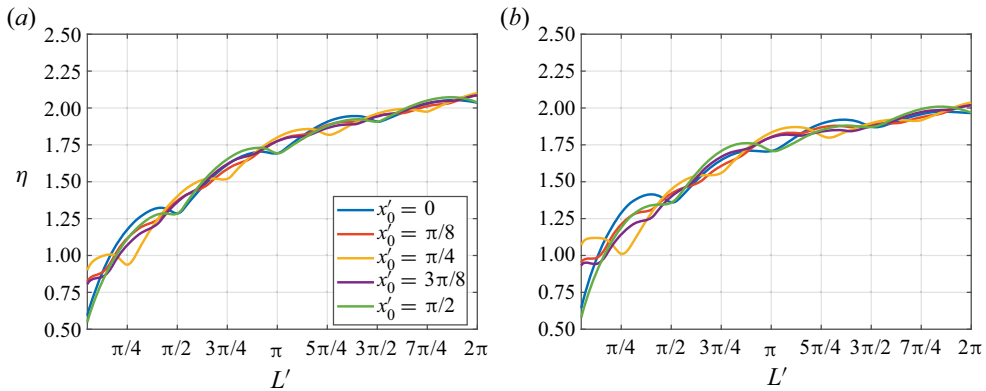 (a)
(b)
2.50
2.25
2.00
1.75
1.50
1.25
1.00
0.75
0.50
η
π/4
π/2
3π/4
π
5π/4
3π/2
7π/4
2π
L′
x′0 = 0
x′0 = π/8
x′0 = π/4
x′0 = 3π/8
x′0 = π/2
2.50
2.25
2.00
1.75
1.50
1.25
1.00
0.75
0.50
π/4
π/2
3π/4
π
5π/4
3π/2
7π/4
2π
L′